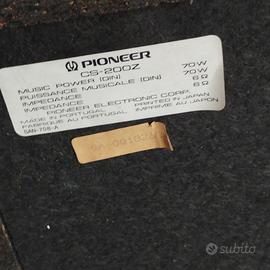 PIONEER
CS-200Z
MUSIC POWER [DIN] 70W
PUISSANCE MUSICALE [DIN] 70W
IMPEDANCE 6Ω
IMPEDANCE 6Ω
PIONEER ELECTRONIC CORP.
MADE IN PORTUGAL PRINTED IN JAPAN
FABRIQUE AU PORTUGAL IMPRIME AU JAPON
subito